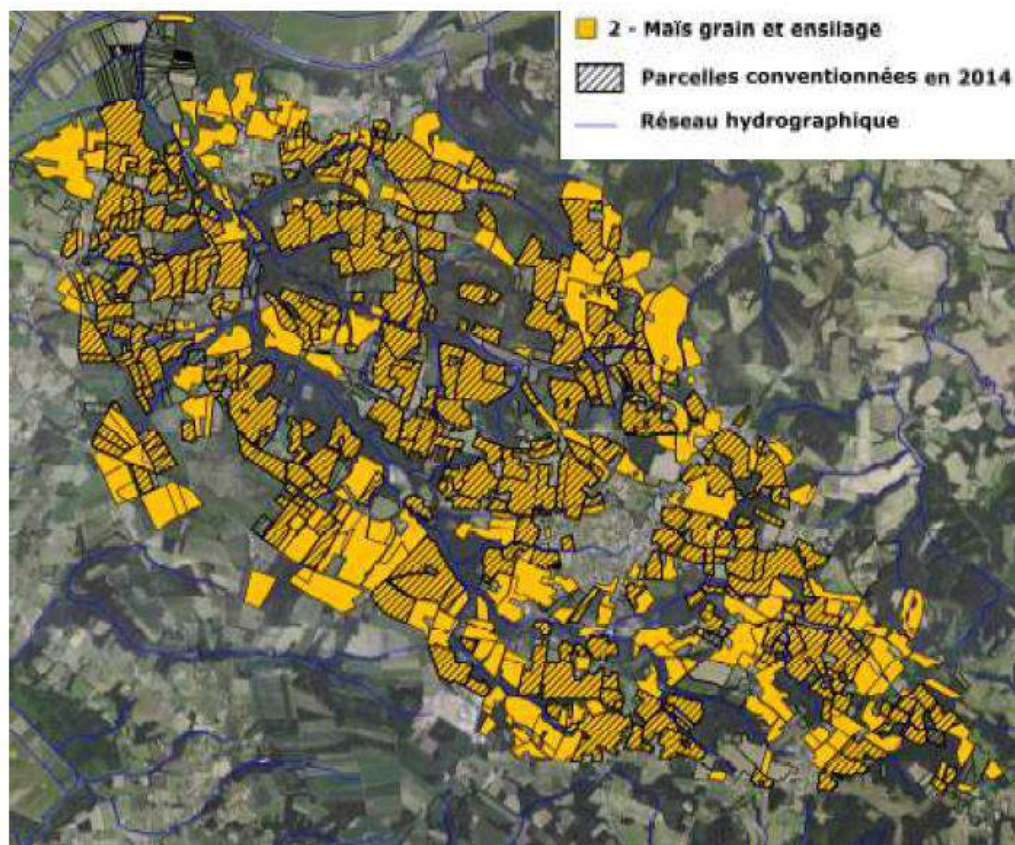 2 - Maïs grain et ensilage
Parcelles conventionnées en 2014
Réseau hydrographique